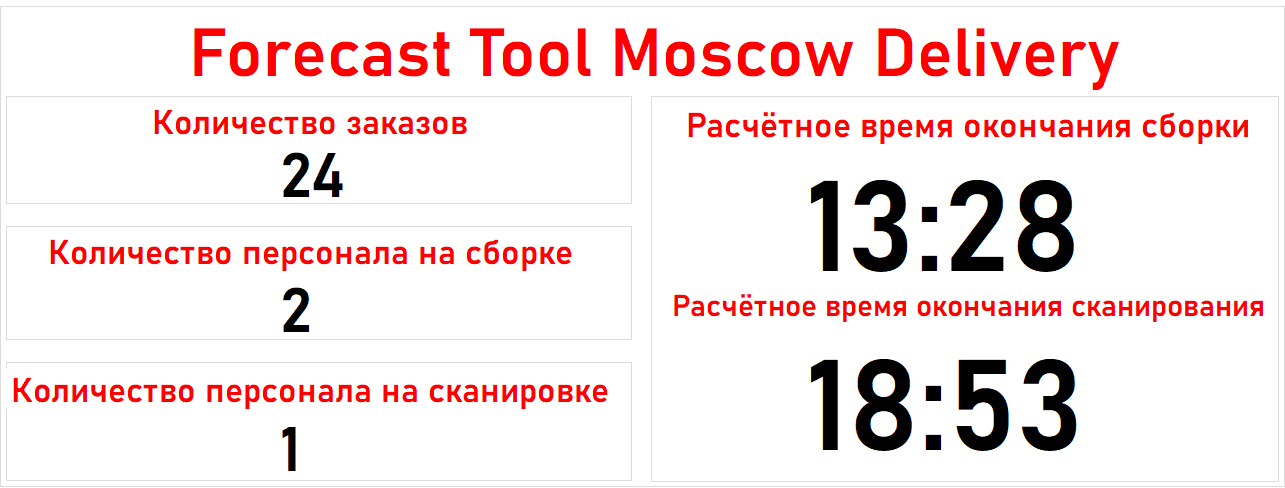 Forecast Tool Moscow Delivery
Количество заказов
24
Количество персонала на сборке
2
Количество персонала на сканировке
1
Расчётное время окончания сборки
13:28
Расчётное время окончания сканирования
18:53